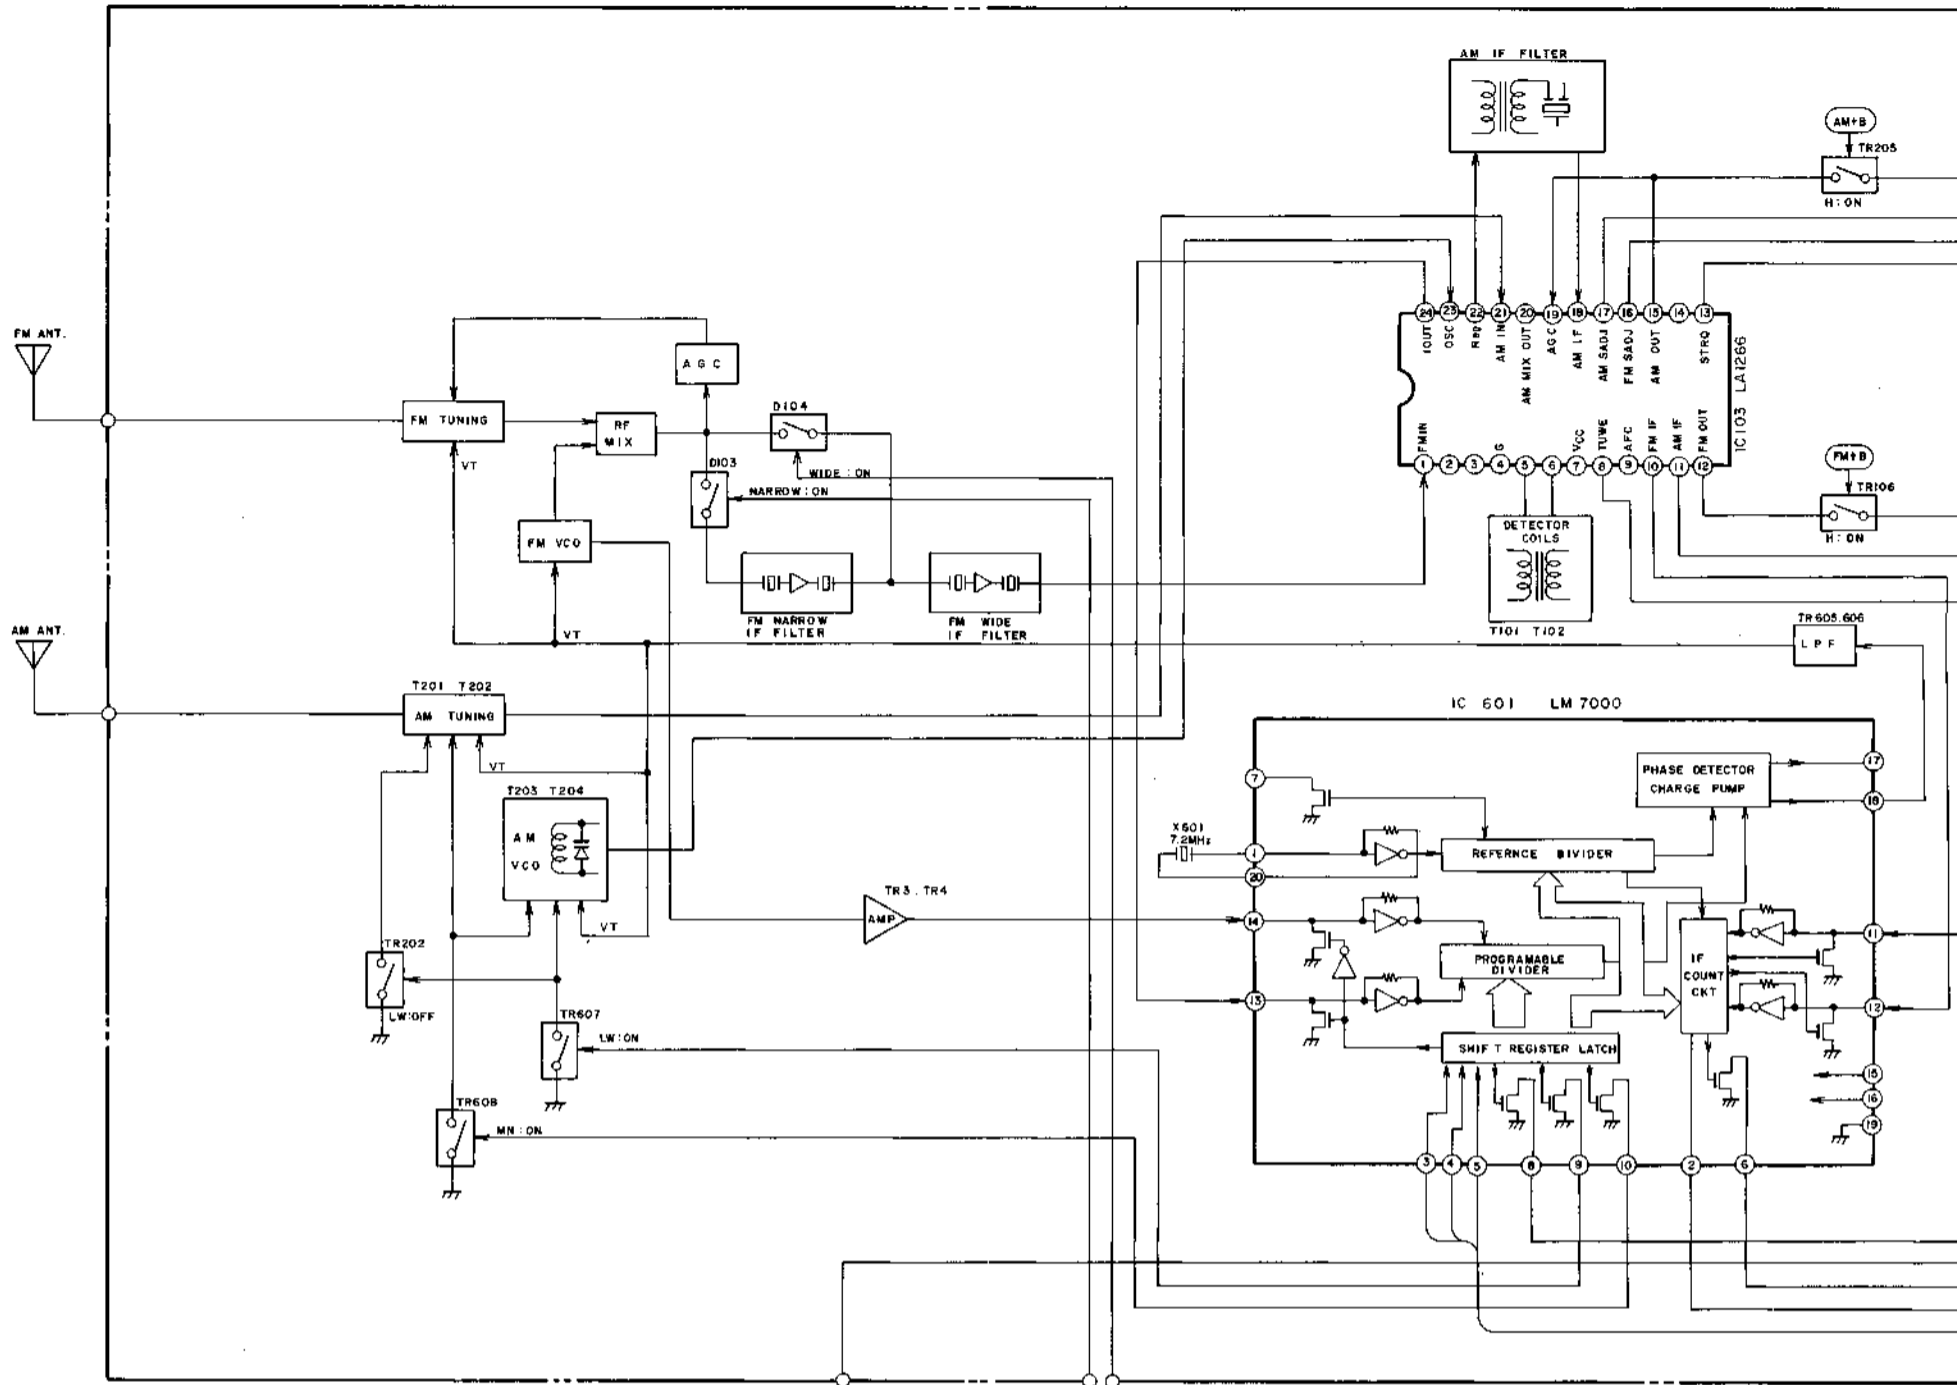 AM IF FILTER
AM+B
TR205
H:ON
FM ANT.
AGC
FM TUNING
RF
MIX
D104
WIDE:ON
D103
NARROW:ON
VT
FM VCO
FM NARROW
IF FILTER
FM WIDE
IF FILTER
VT
24 23 22 21 20 19 18 17 16 15 14 13
IOUT
OSC
Reg
AM IN
AM MIX OUT
AGC
AM IF
AM SADJ
FM SADJ
AM OUT
STRQ
IC103 LA1266
FMIN
G
VCC
TUWE
AFC
FM IF
AM IF
FM OUT
1 2 3 4 5 6 7 8 9 10 11 12
FM+B
TR106
H:ON
DETECTOR
COILS
T101 T102
TR605.606
LPF
AM ANT.
T201 T202
AM TUNING
VT
T203 T204
AM
VCO
VT
TR202
LW:OFF
TR607
LW:ON
TR608
MN:ON
TR3.TR4
AMP
IC 601 LM7000
7
X601
7.2MHz
1
20
14
13
PHASE DETECTOR
CHARGE PUMP
17
18
REFERNCE DIVIDER
PROGRAMABLE
DIVIDER
IF
COUNT
CKT
11
12
SHIFT REGISTER LATCH
15
16
19
3 4 5 8 9 10 2 6